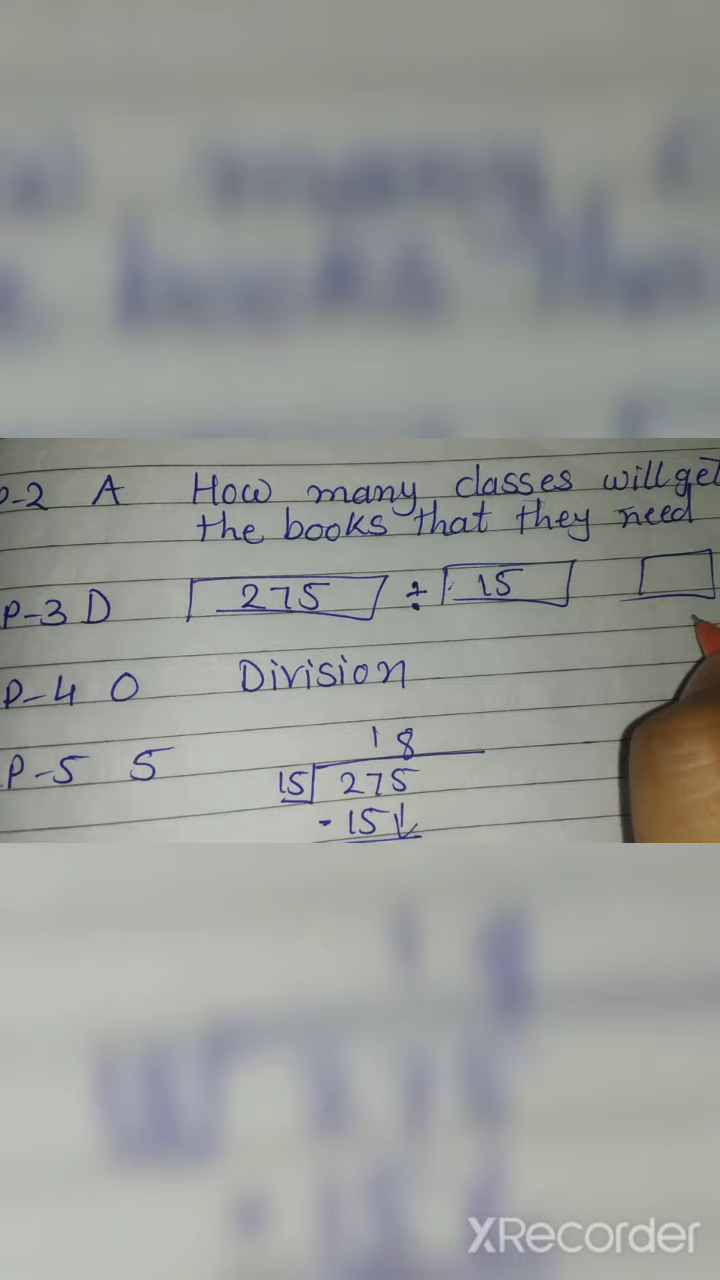 P-2 A How many classes will get
the books that they need
P-3 D 275 ÷ 15
P-4 O Division
P-5 5 18
15 275
- 15↓
XRecorder